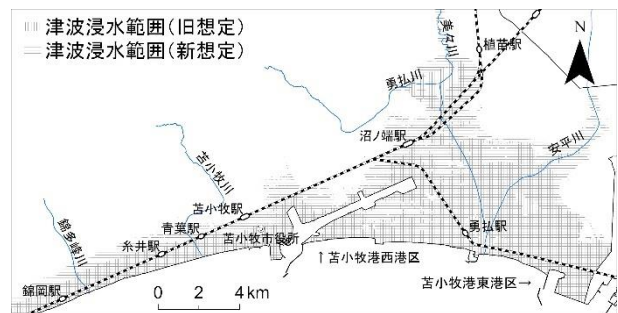 津波浸水範囲(旧想定)
津波浸水範囲(新想定)
N
美々川
植苗駅
勇払川
安平川
沼ノ端駅
苫小牧川
苫小牧駅
青葉駅
苫小牧市役所
勇払駅
錦多峰川
糸井駅
↑苫小牧港西港区
苫小牧港東港区→
錦岡駅
0 2 4km